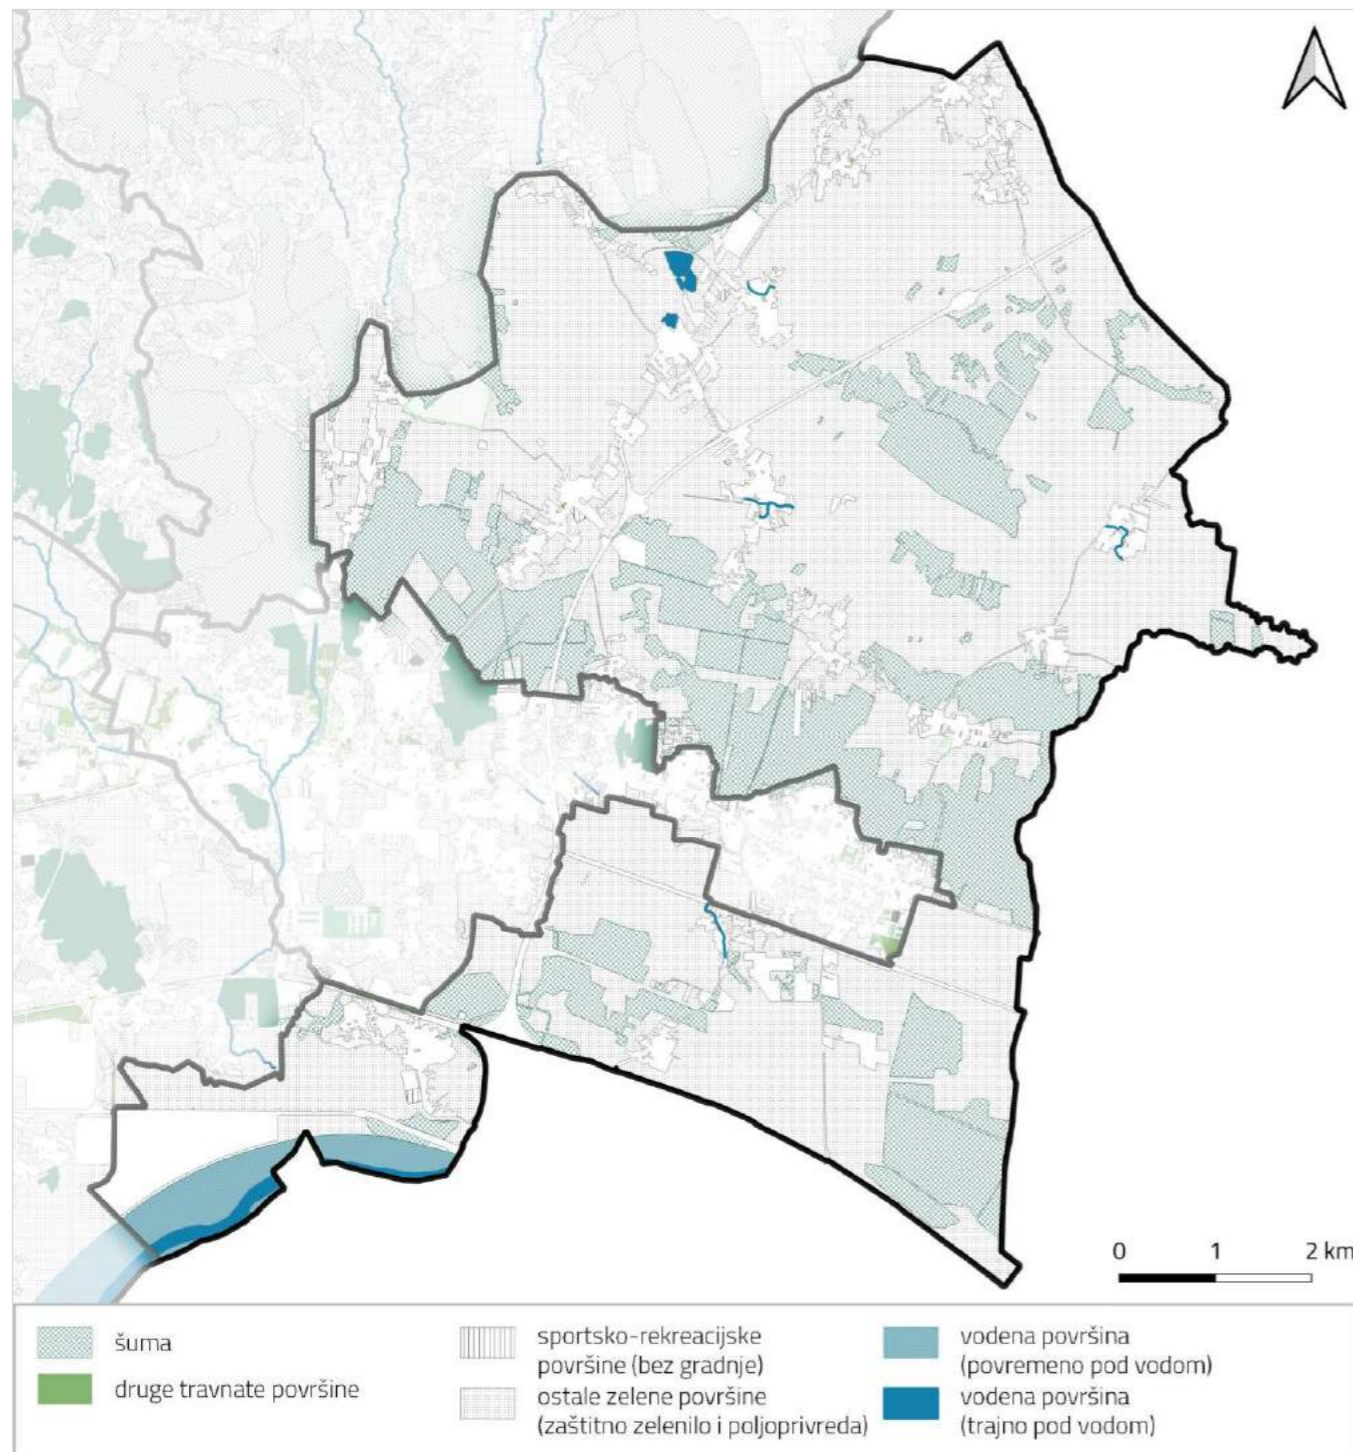 0 1 2 km
šuma
druge travnate površine
sportsko-rekreacijske
površine (bez gradnje)
ostale zelene površine
(zaštitno zelenilo i poljoprivreda)
vodena površina
(povremeno pod vodom)
vodena površina
(trajno pod vodom)